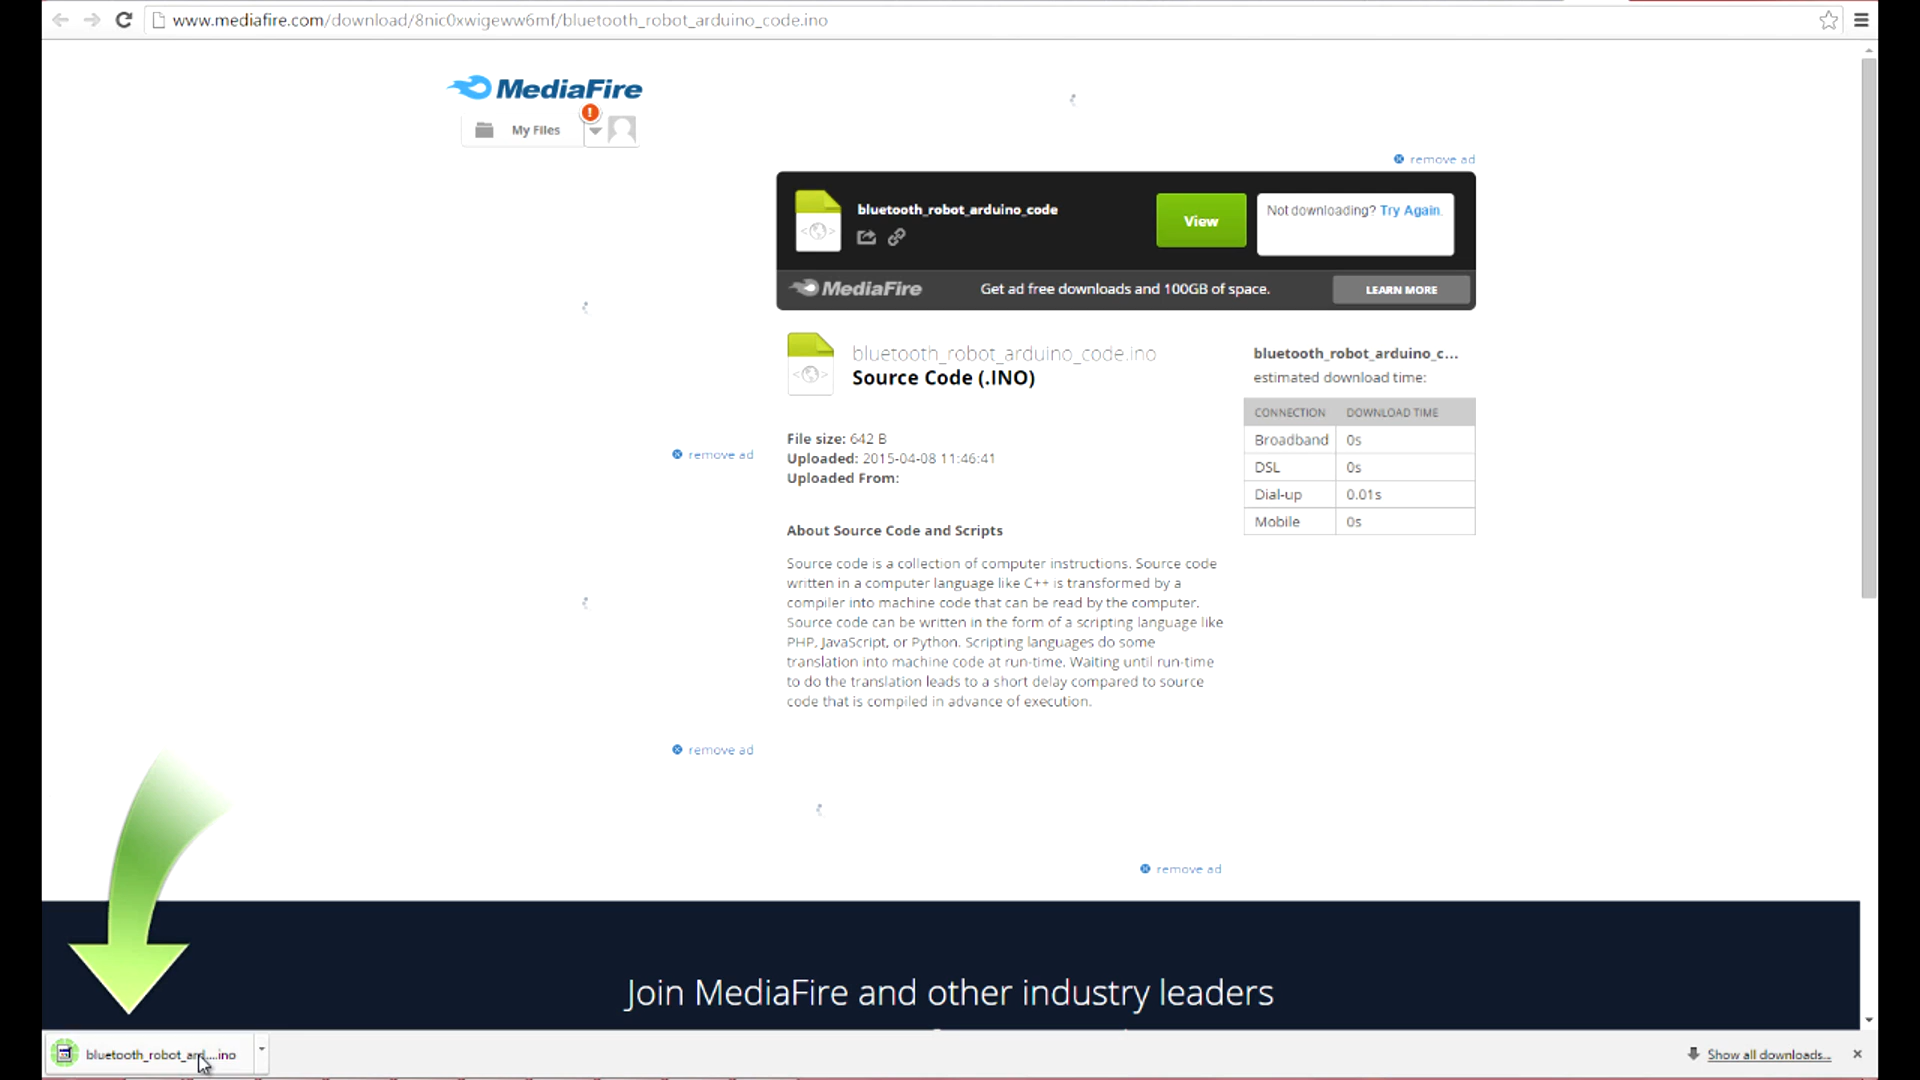 www.mediafire.com/download/8nic0xwigeww6mf/bluetooth_robot_arduino_code.ino
MediaFire
My Files
!
remove ad
bluetooth_robot_arduino_code
View
Not downloading? Try Again.
MediaFire
Get ad free downloads and 100GB of space.
LEARN MORE
bluetooth_robot_arduino_code.ino
Source Code (.INO)
File size: 642 B
Uploaded: 2015-04-08 11:46:41
Uploaded From:
bluetooth_robot_arduino_c...
estimated download time:
CONNECTION DOWNLOAD TIME
Broadband 0s
DSL 0s
Dial-up 0.01s
Mobile 0s
remove ad
About Source Code and Scripts
Source code is a collection of computer instructions. Source code
written in a computer language like C++ is transformed by a
compiler into machine code that can be read by the computer.
Source code can be written in the form of a scripting language like
PHP, JavaScript, or Python. Scripting languages do some
translation into machine code at run-time. Waiting until run-time
to do the translation leads to a short delay compared to source
code that is compiled in advance of execution.
remove ad
remove ad
Join MediaFire and other industry leaders
bluetooth_robot_ard....ino
Show all downloads...